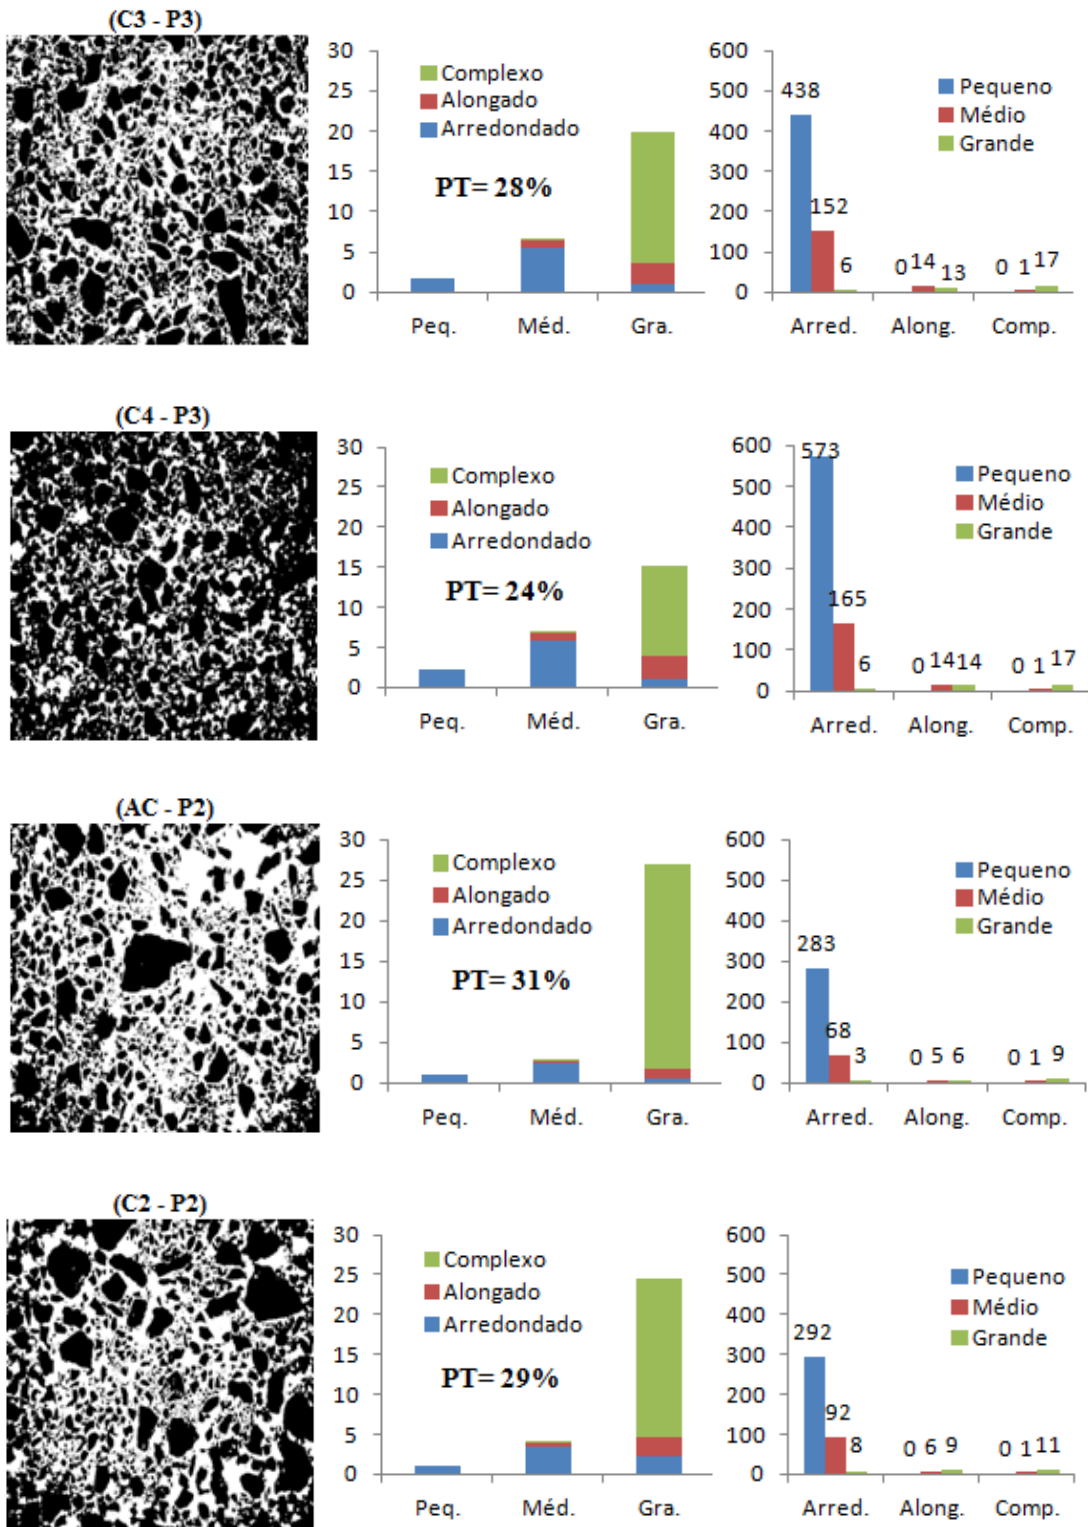 (C3 - P3)
30
25
20
15
10
5
0
Complexo
Alongado
Arredondado
PT= 28%
Peq. Méd. Gra.
600
500
400
300
200
100
0
Pequeno
Médio
Grande
438
152
6
0 14 13
0 1 17
Arred. Along. Comp.
(C4 - P3)
30
25
20
15
10
5
0
Complexo
Alongado
Arredondado
PT= 24%
Peq. Méd. Gra.
600
500
400
300
200
100
0
Pequeno
Médio
Grande
573
165
6
0 14 14
0 1 17
Arred. Along. Comp.
(AC - P2)
30
25
20
15
10
5
0
Complexo
Alongado
Arredondado
PT= 31%
Peq. Méd. Gra.
600
500
400
300
200
100
0
Pequeno
Médio
Grande
283
68
3
0 5 6
0 1 9
Arred. Along. Comp.
(C2 - P2)
30
25
20
15
10
5
0
Complexo
Alongado
Arredondado
PT= 29%
Peq. Méd. Gra.
600
500
400
300
200
100
0
Pequeno
Médio
Grande
292
92
8
0 6 9
0 1 11
Arred. Along. Comp.